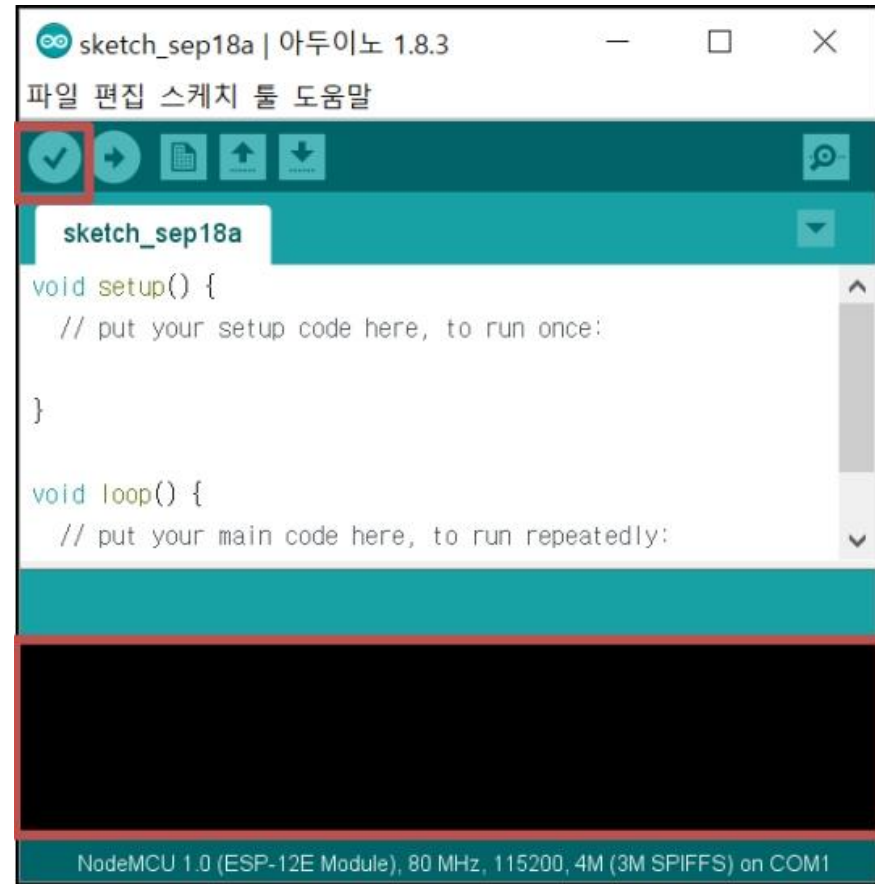 sketch_sep18a | 아두이노 1.8.3
파일 편집 스케치 툴 도움말
sketch_sep18a
void setup() {
  // put your setup code here, to run once:
}
void loop() {
  // put your main code here, to run repeatedly:
NodeMCU 1.0 (ESP-12E Module), 80 MHz, 115200, 4M (3M SPIFFS) on COM1